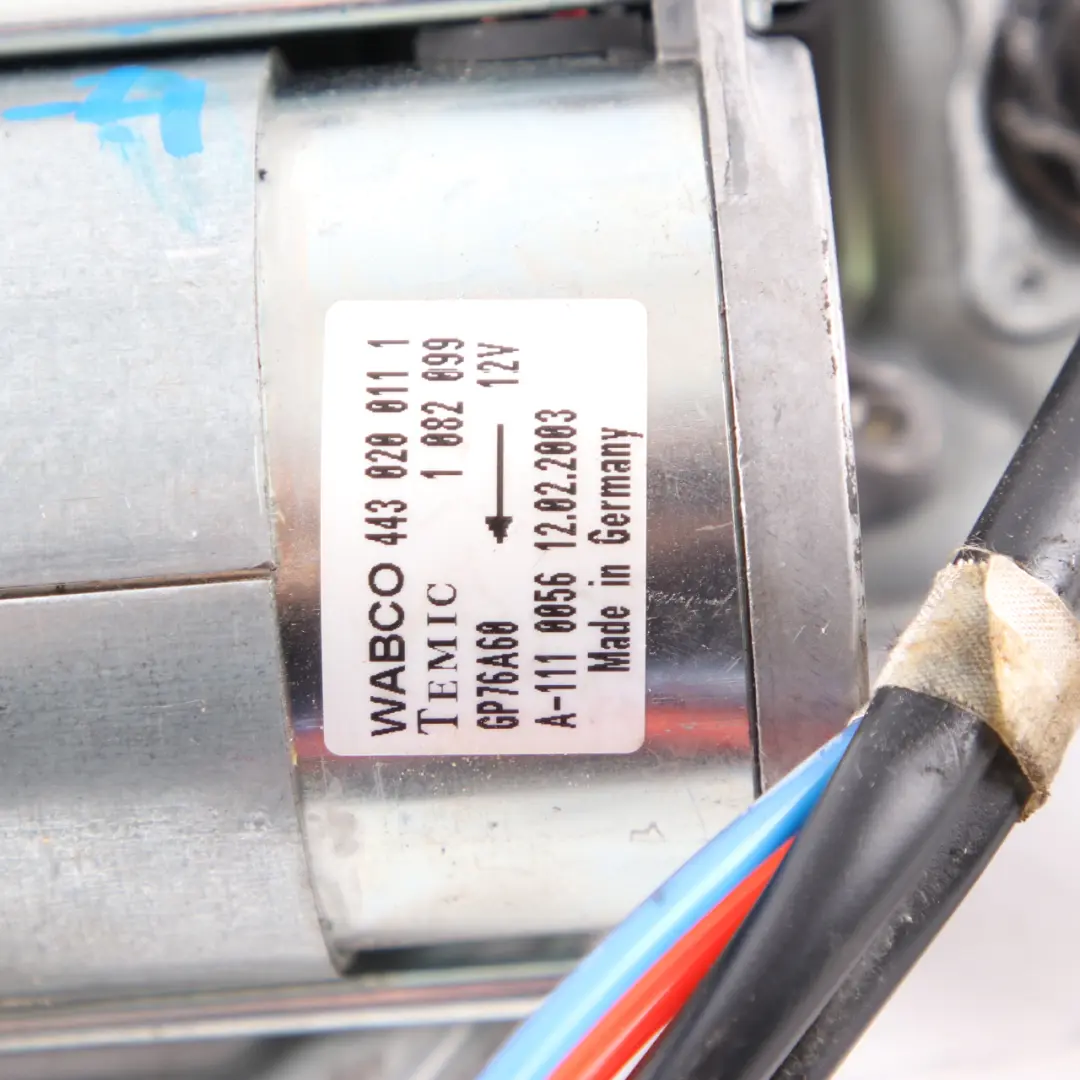 WABCO 443 020 011 1
TEMIC 1 082 099
GP76A60 12V
A-111 0056 12.02.2003
Made in Germany